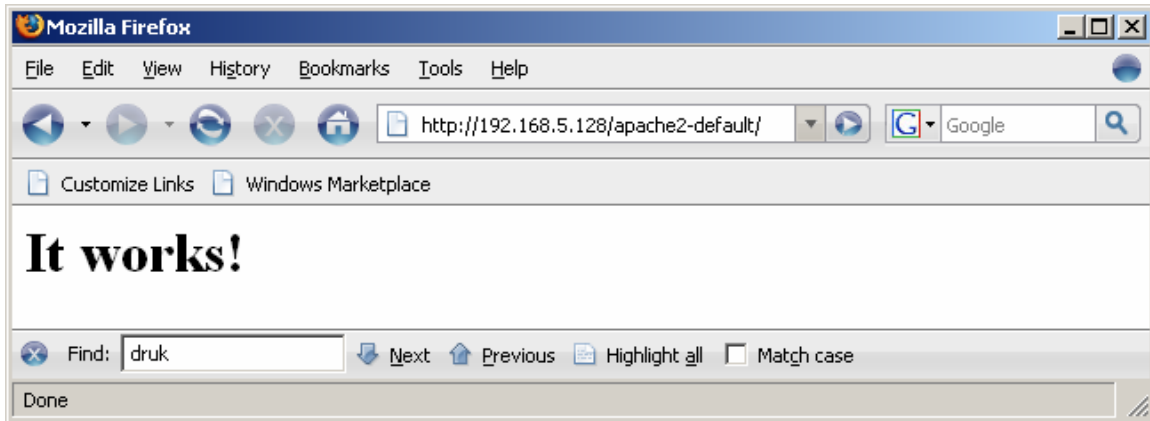 Mozilla Firefox
File Edit View History Bookmarks Tools Help
http://192.168.5.128/apache2-default/ G Google
Customize Links Windows Marketplace
It works!
Find: druk Next Previous Highlight all Match case
Done